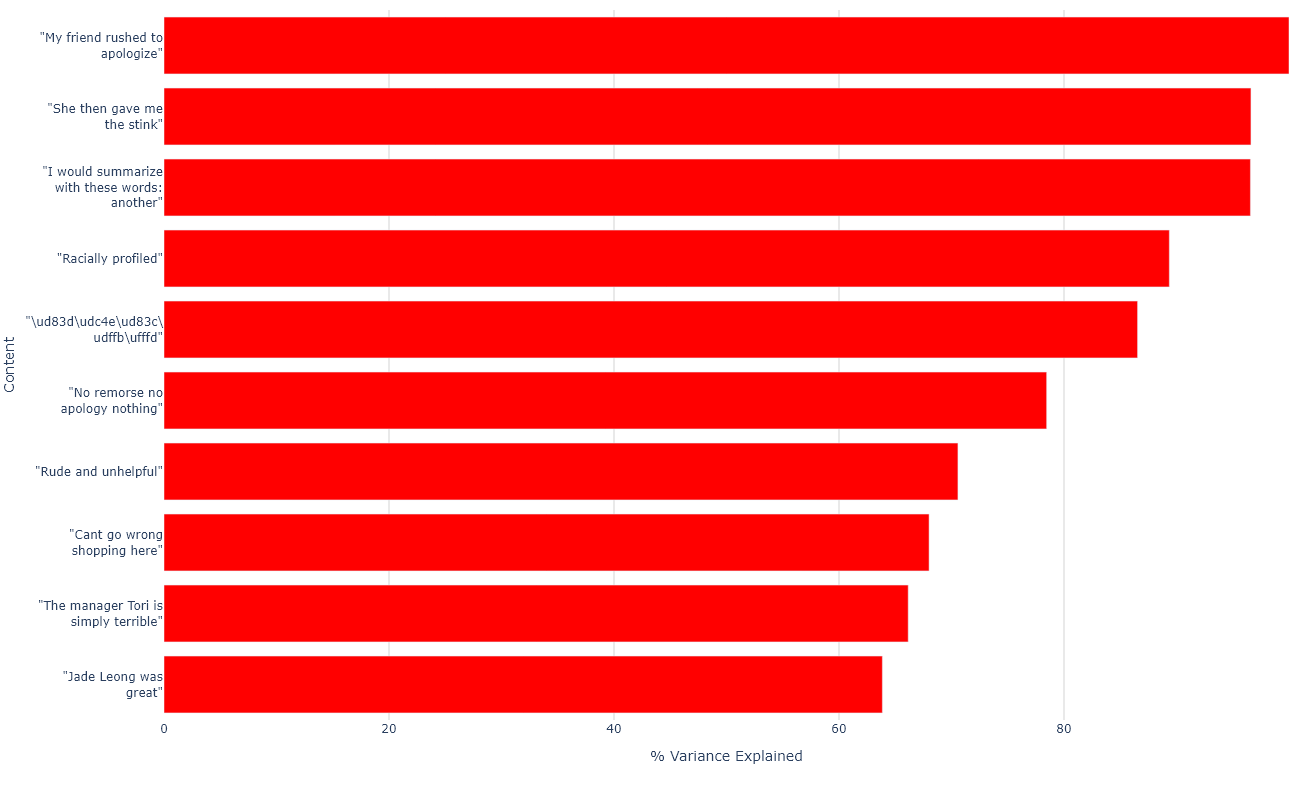 "My friend rushed to
apologize"
"She then gave me
the stink"
"I would summarize
with these words:
another"
"Racially profiled"
"\ud83d\udc4e\ud83c\
udffb\ufffd"
"No remorse no
apology nothing"
"Rude and unhelpful"
"Cant go wrong
shopping here"
"The manager Tori is
simply terrible"
"Jade Leong was
great"
Content
0 20 40 60 80
% Variance Explained